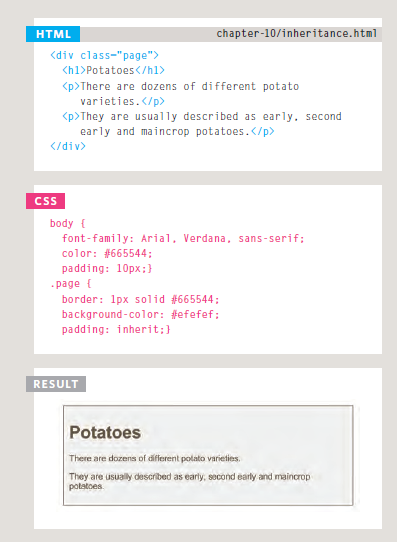 HTML
chapter-10/inheritance.html
<div class="page">
<h1>Potatoes</h1>
<p>There are dozens of different potato
varieties.</p>
<p>They are usually described as early, second
early and maincrop potatoes.</p>
</div>
CSS
body {
font-family: Arial, Verdana, sans-serif;
color: #665544;
padding: 10px;}
.page {
border: 1px solid #665544;
background-color: #efefef;
padding: inherit;}
RESULT
Potatoes
There are dozens of different potato varieties.
They are usually described as early, second early and maincrop
potatoes.